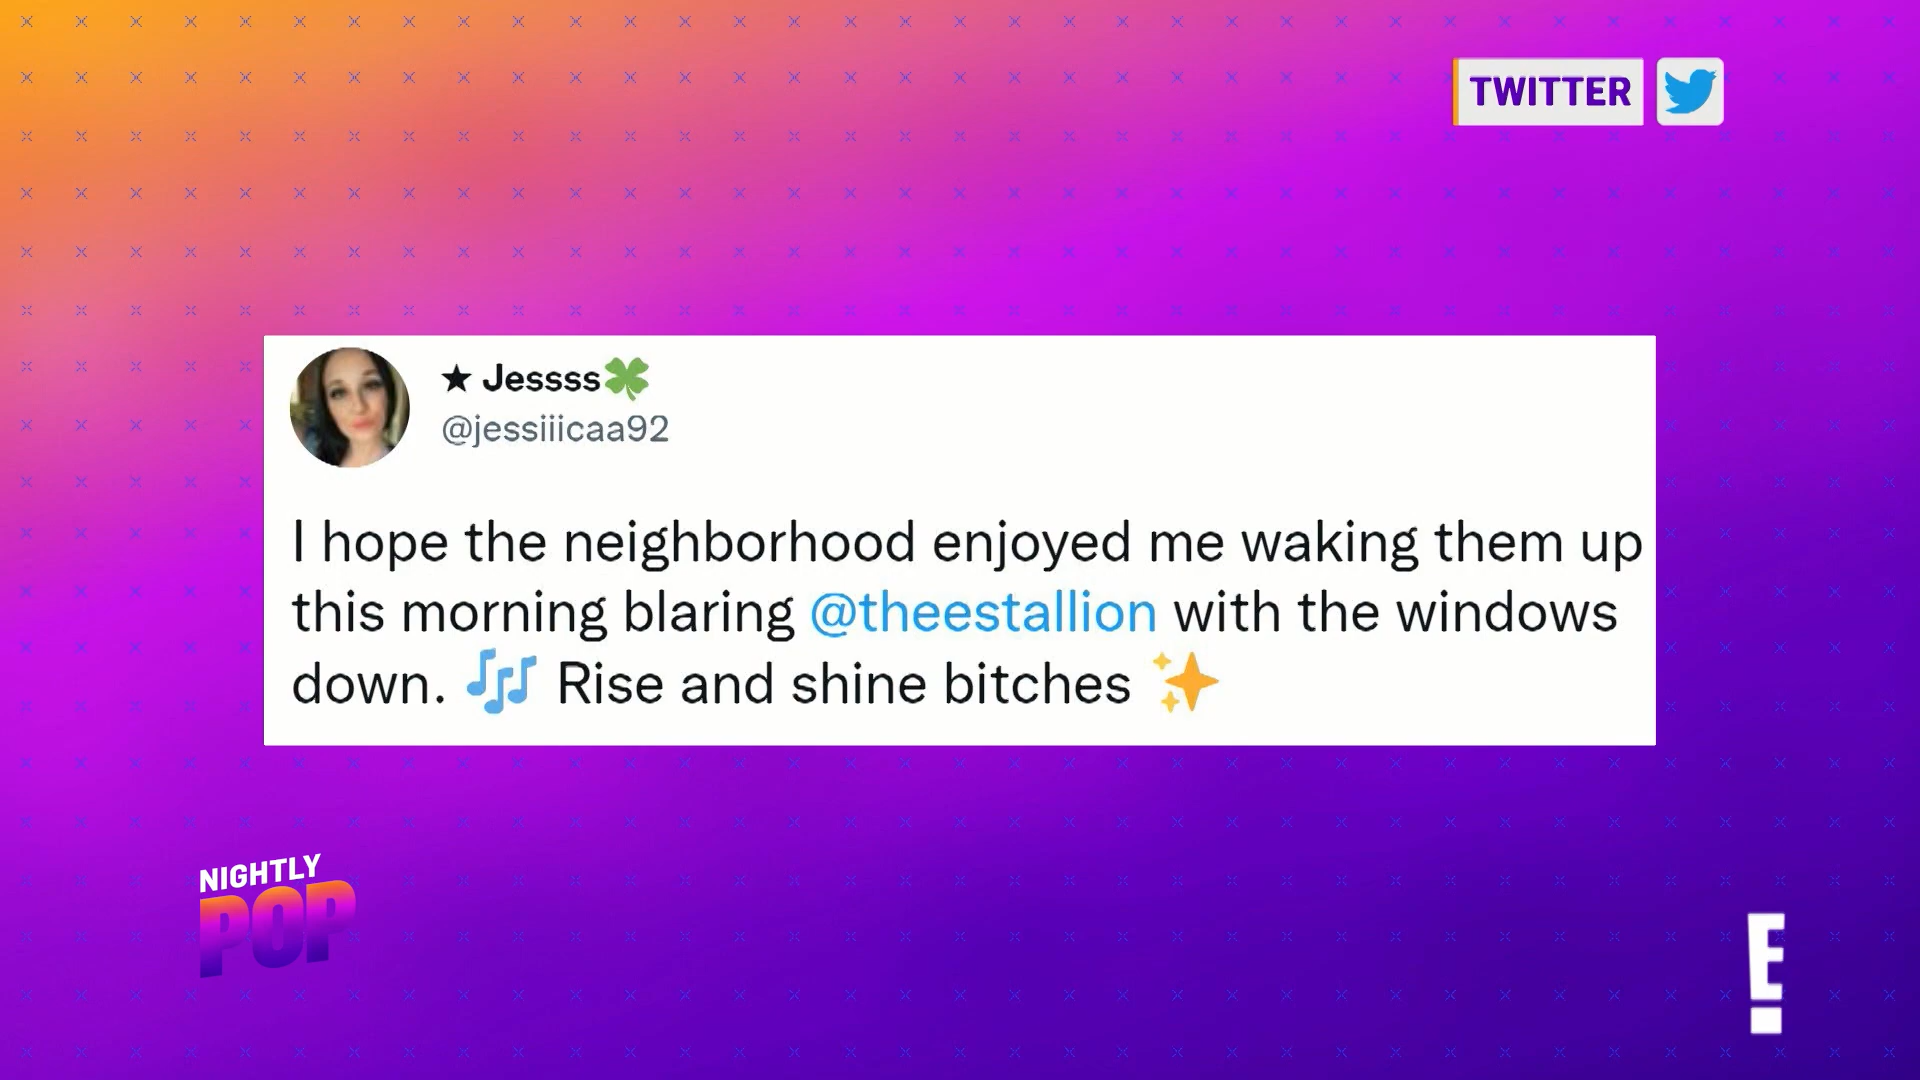 TWITTER
★ Jessss🍀
@jessiiicaa92
I hope the neighborhood enjoyed me waking them up
this morning blaring @theestallion with the windows
down. 🎶 Rise and shine bitches ✨
NIGHTLY
POP
E!